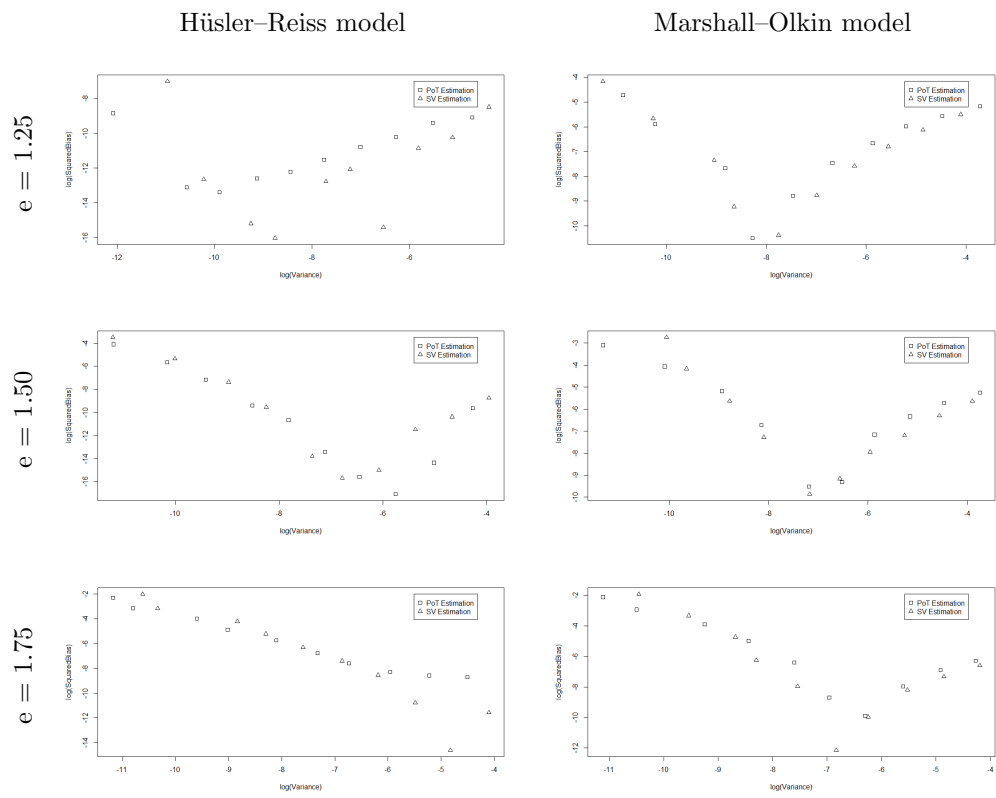 Hüsler–Reiss model
Marshall–Olkin model
e = 1.25
log(SquaredBias)
-8
-10
-12
-14
-16
PoT Estimation
SV Estimation
-12
-10
-8
-6
log(Variance)
log(SquaredBias)
-4
-5
-6
-7
-8
-9
-10
PoT Estimation
SV Estimation
-10
-8
-6
-4
log(Variance)
e = 1.50
log(SquaredBias)
-4
-6
-8
-10
-12
-14
-16
PoT Estimation
SV Estimation
-10
-8
-6
-4
log(Variance)
log(SquaredBias)
-3
-4
-5
-6
-7
-8
-9
-10
PoT Estimation
SV Estimation
-10
-8
-6
-4
log(Variance)
e = 1.75
log(SquaredBias)
-2
-4
-6
-8
-10
-12
-14
PoT Estimation
SV Estimation
-11
-10
-9
-8
-7
-6
-5
-4
log(Variance)
log(SquaredBias)
-2
-4
-6
-8
-10
-12
PoT Estimation
SV Estimation
-11
-10
-9
-8
-7
-6
-5
-4
log(Variance)